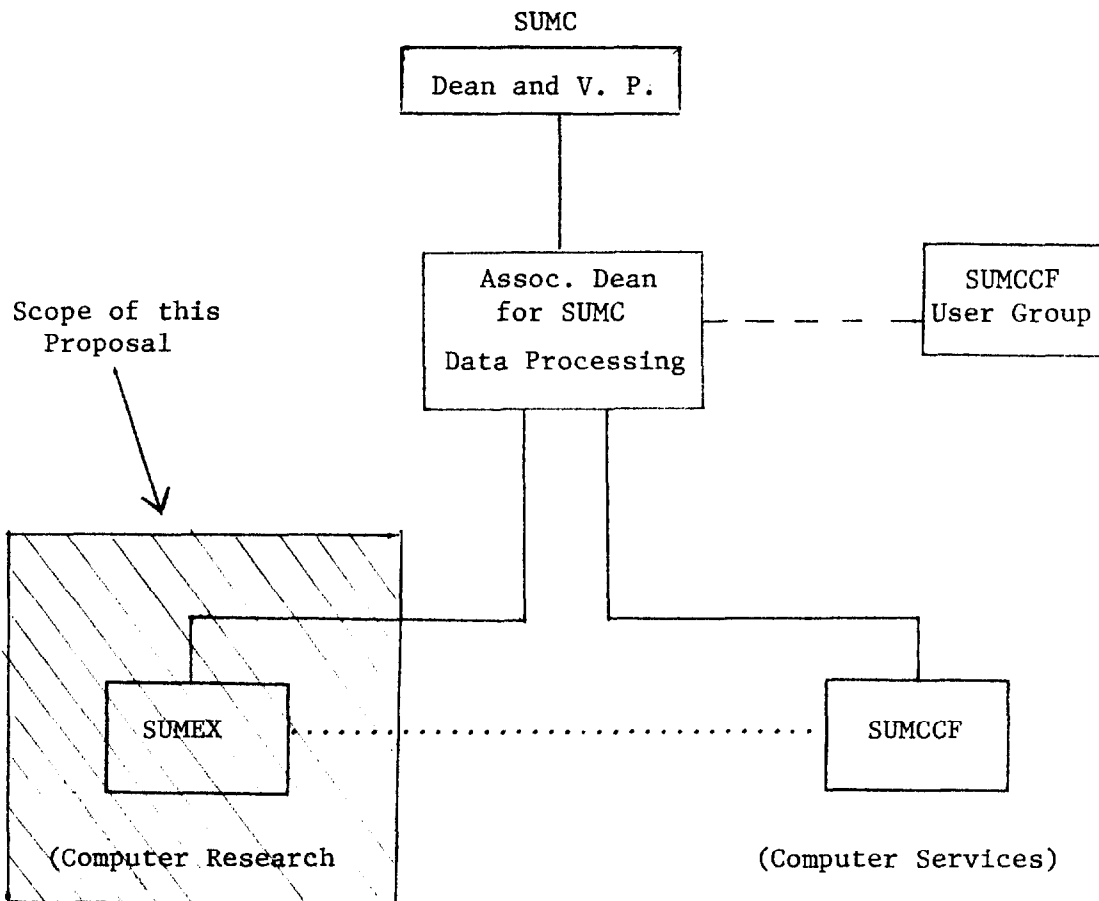 SUMC
Dean and V. P.
Assoc. Dean
for SUMC
Data Processing
SUMCCF
User Group
Scope of this
Proposal
SUMEX
SUMCCF
(Computer Research
(Computer Services)